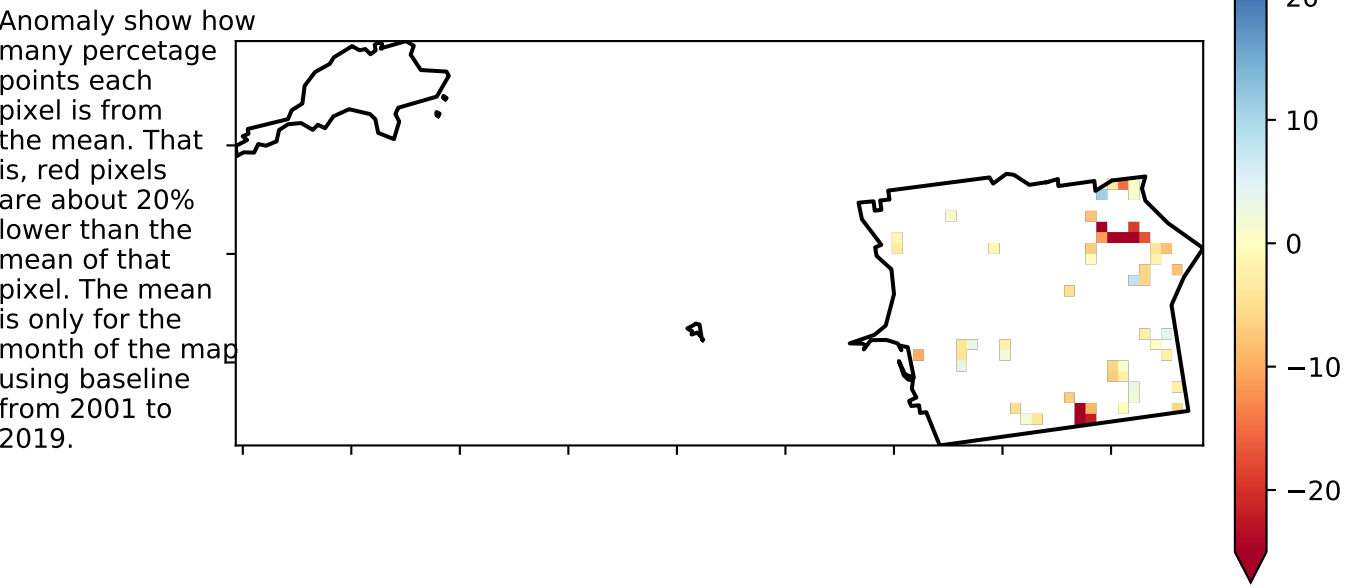 Anomaly show how
many percetage
points each
pixel is from
the mean. That
is, red pixels
are about 20%
lower than the
mean of that
pixel. The mean
is only for the
month of the map
using baseline
from 2001 to
2019.
20
10
0
−10
−20